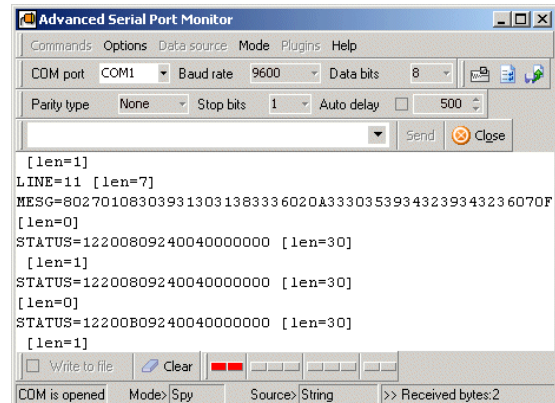 Advanced Serial Port Monitor
Commands Options Data source Mode Plugins Help
COM port COM1 Baud rate 9600 Data bits 8
Parity type None Stop bits 1 Auto delay 500
Send Close
[len=1]
LINE=11 [len=7]
MESG=802701083039313031383336020A33303539343239343236070F
[len=0]
STATUS=12200809240040000000 [len=30]
[len=1]
STATUS=12200809240040000000 [len=30]
[len=0]
STATUS=12200B09240040000000 [len=30]
[len=1]
Write to file Clear
COM is opened Mode> Spy Source> String >> Received bytes:2